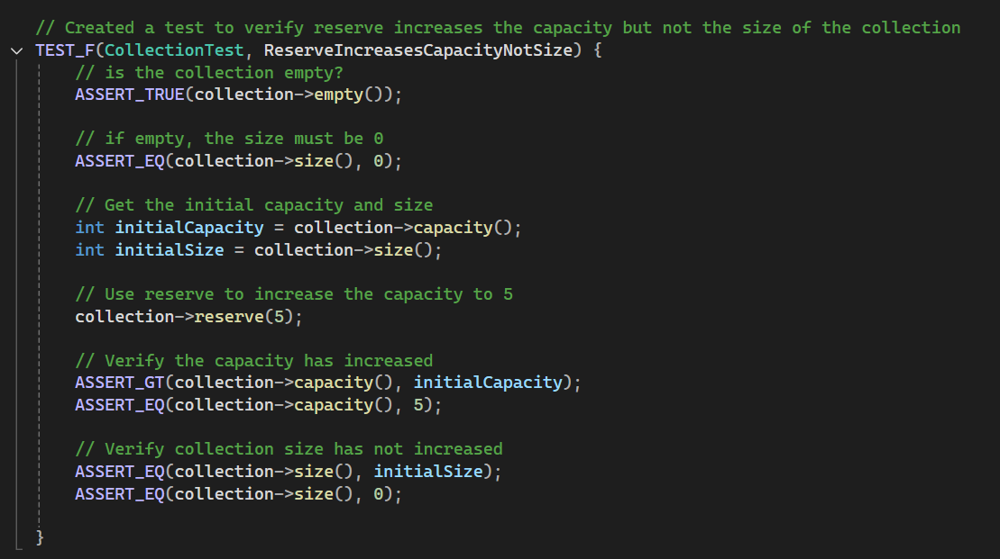 // Created a test to verify reserve increases the capacity but not the size of the collection
TEST_F(CollectionTest, ReserveIncreasesCapacityNotSize) {
    // is the collection empty?
    ASSERT_TRUE(collection->empty());

    // if empty, the size must be 0
    ASSERT_EQ(collection->size(), 0);

    // Get the initial capacity and size
    int initialCapacity = collection->capacity();
    int initialSize = collection->size();

    // Use reserve to increase the capacity to 5
    collection->reserve(5);

    // Verify the capacity has increased
    ASSERT_GT(collection->capacity(), initialCapacity);
    ASSERT_EQ(collection->capacity(), 5);

    // Verify collection size has not increased
    ASSERT_EQ(collection->size(), initialSize);
    ASSERT_EQ(collection->size(), 0);

}